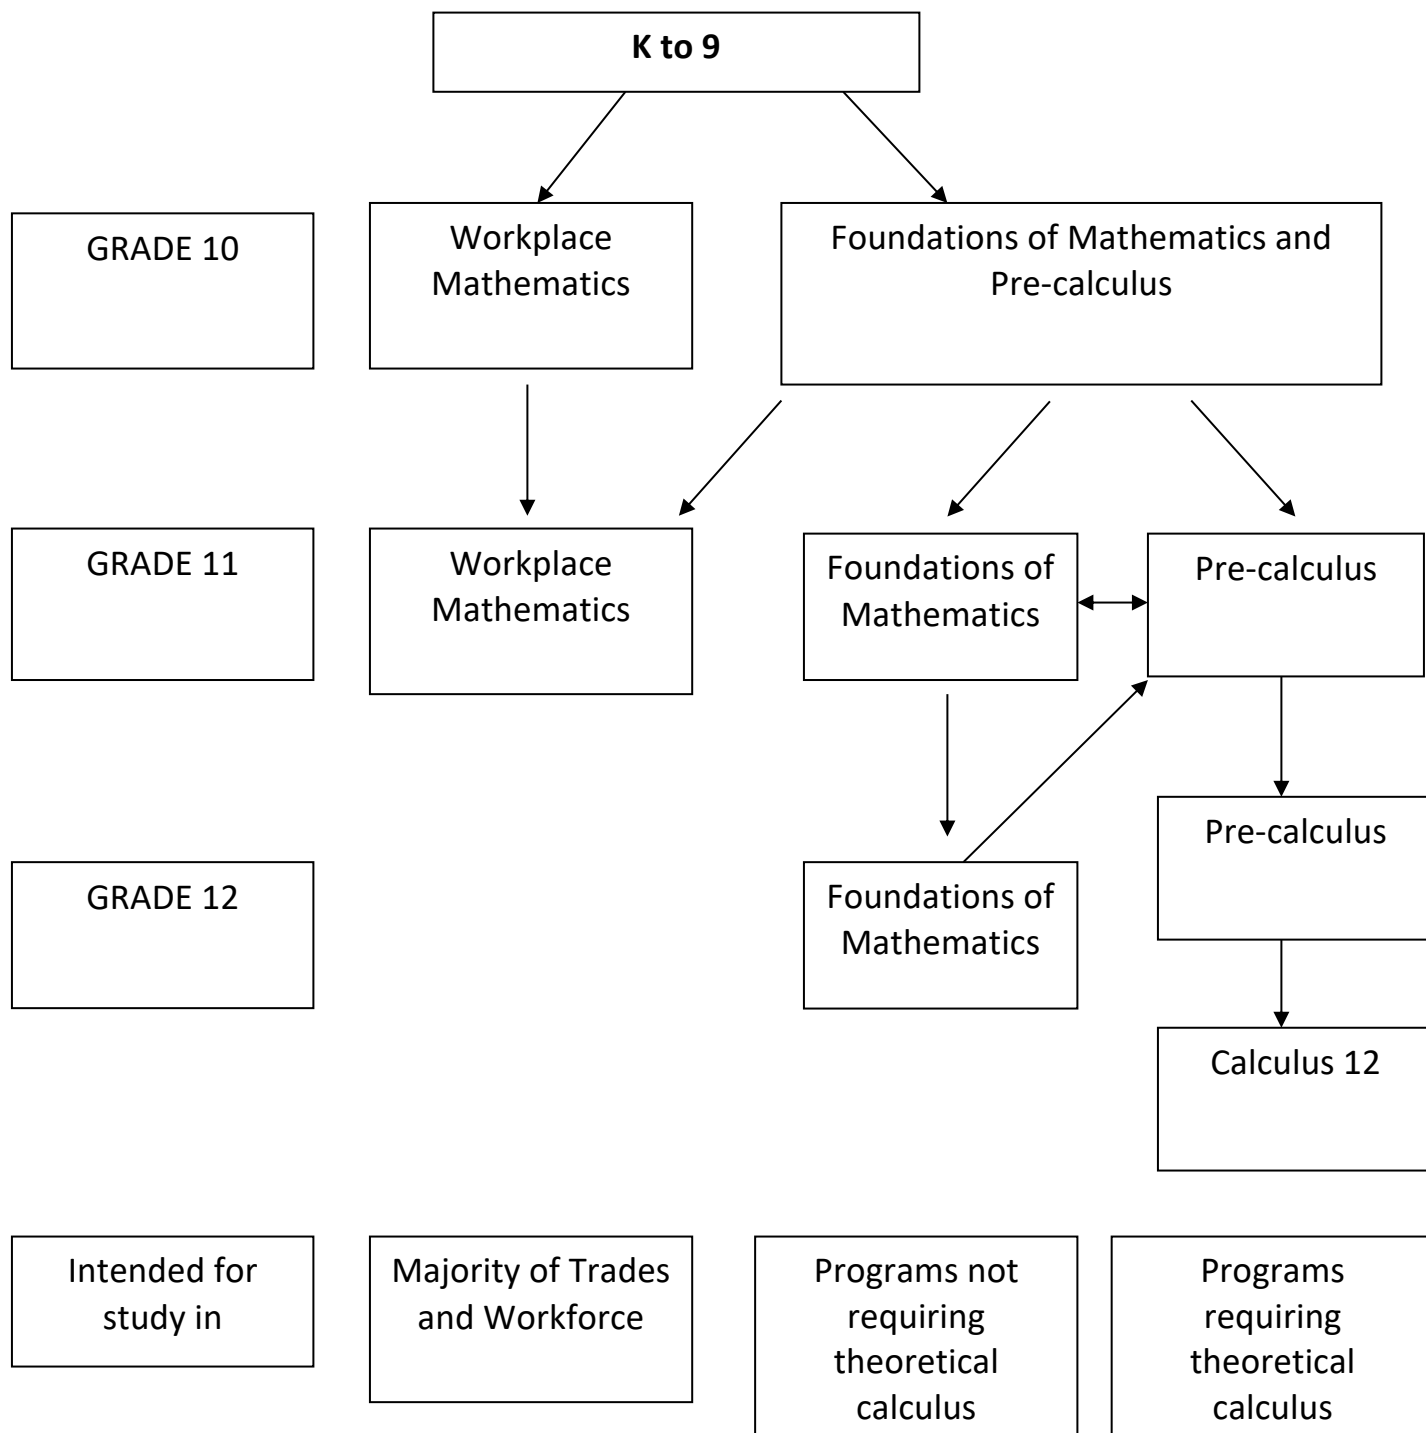 K to 9
GRADE 10
Workplace
Mathematics
Foundations of Mathematics and
Pre-calculus
GRADE 11
Workplace
Mathematics
Foundations of
Mathematics
Pre-calculus
Pre-calculus
GRADE 12
Foundations of
Mathematics
Calculus 12
Intended for
study in
Majority of Trades
and Workforce
Programs not
requiring
theoretical
calculus
Programs
requiring
theoretical
calculus